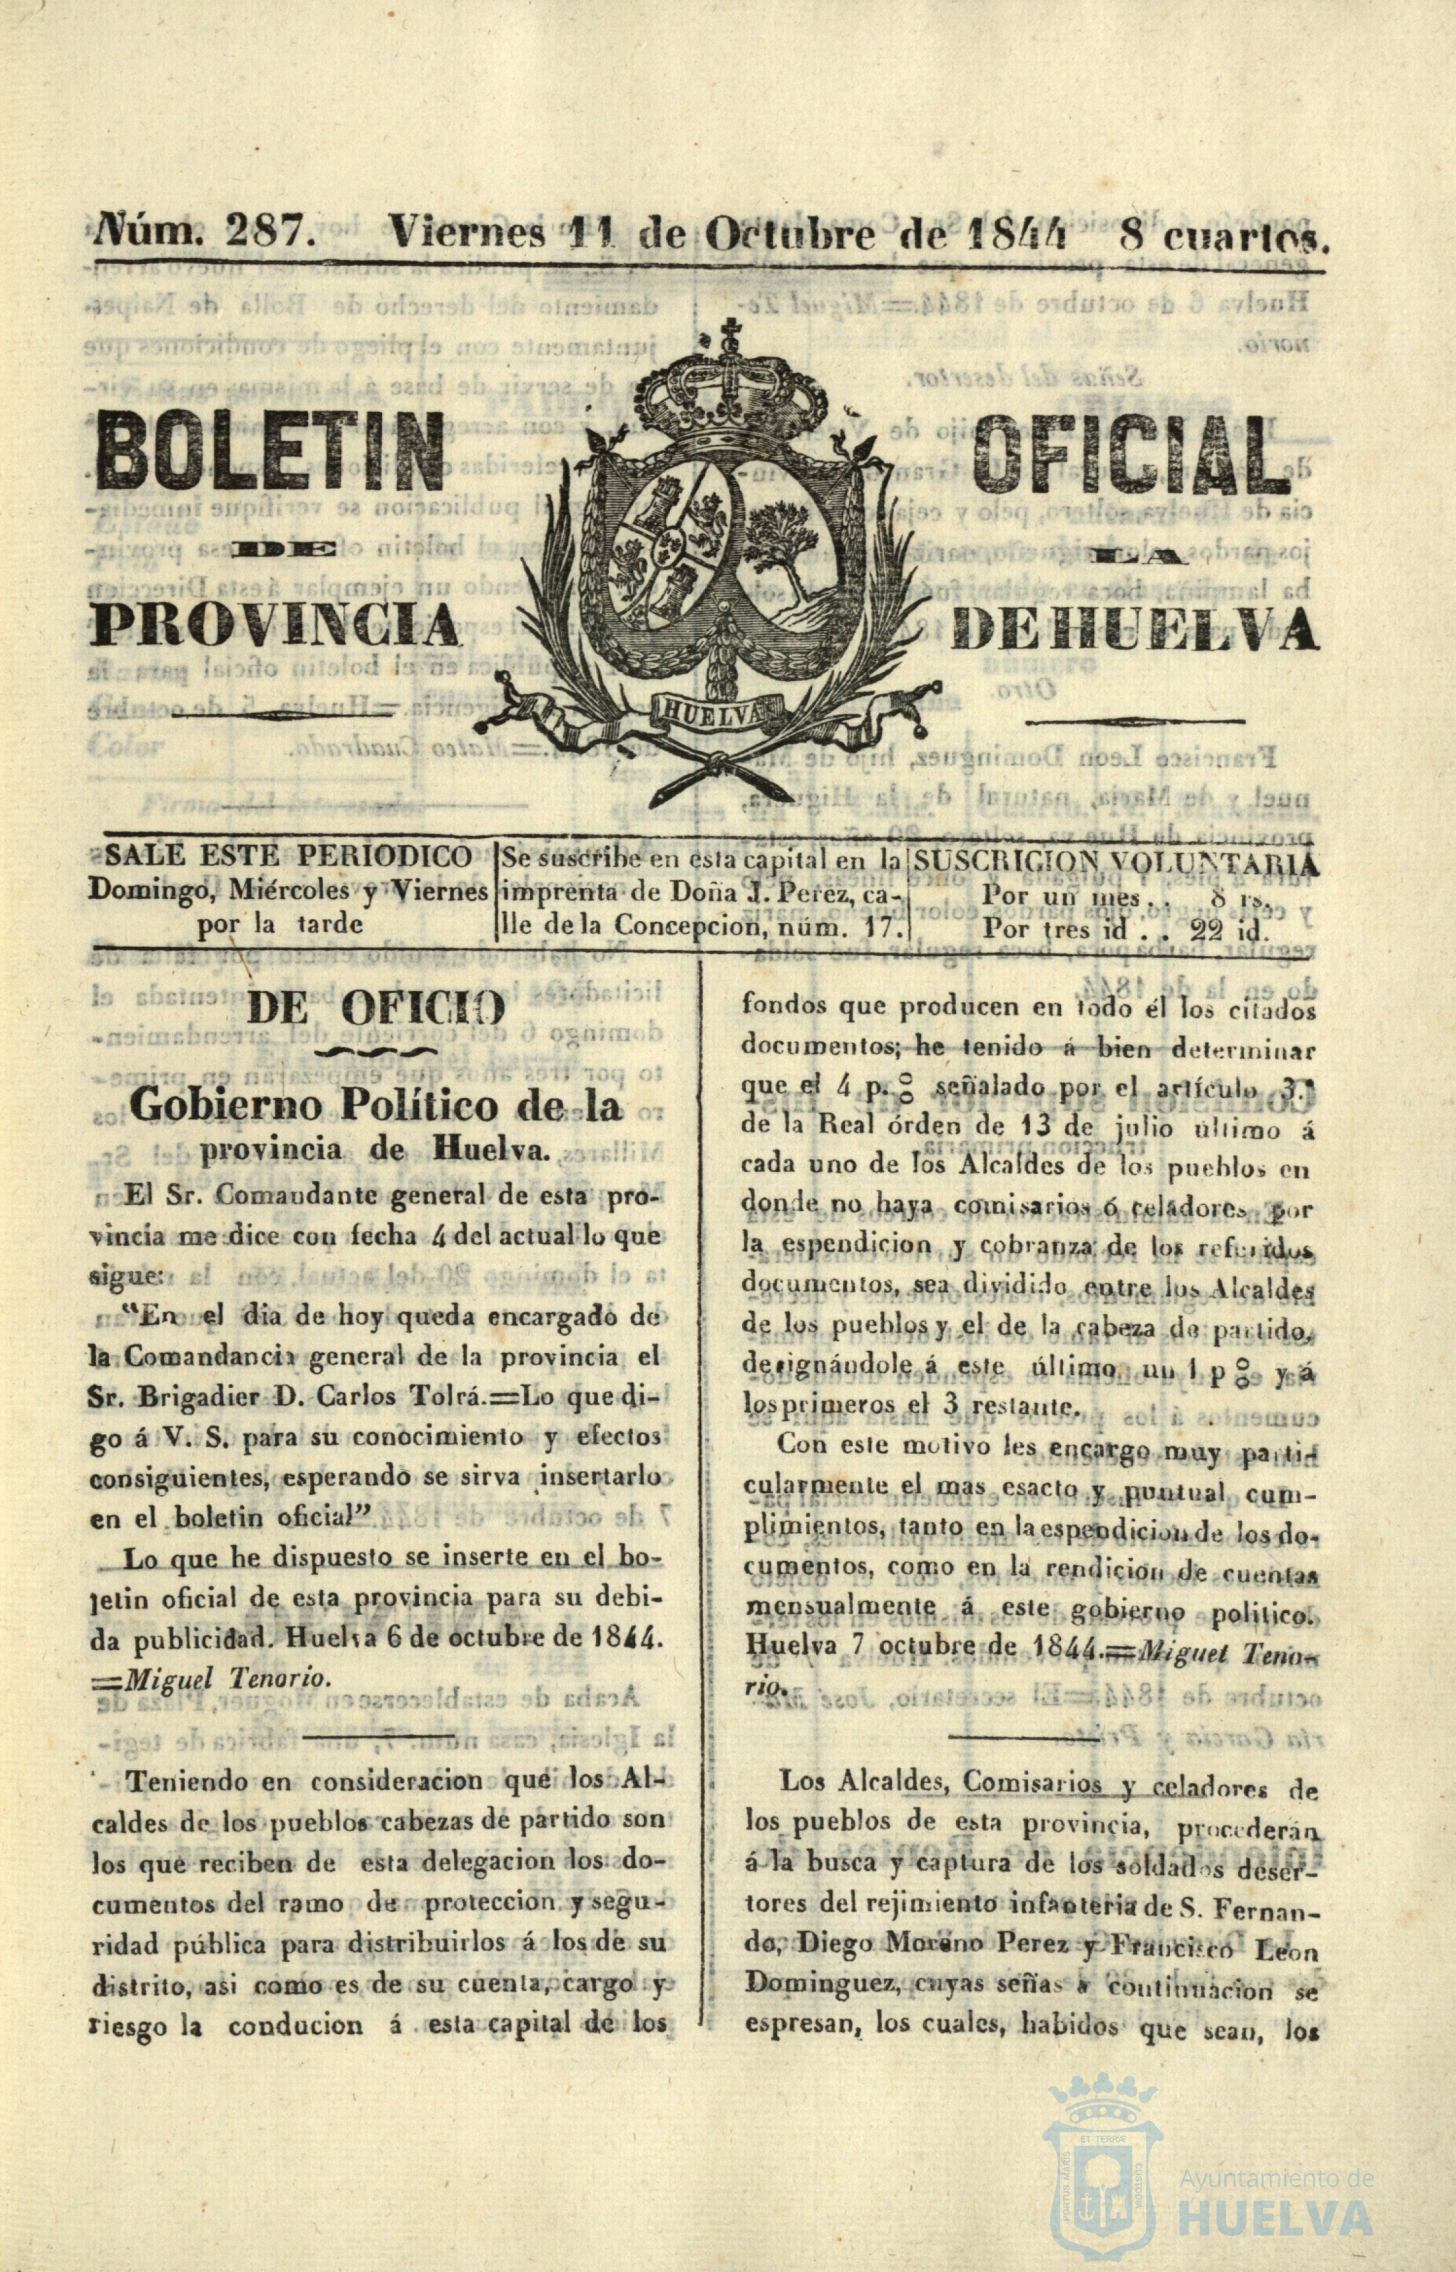 Núm. 287. Viernes 11 de Octubre de 1844 8 cuartos.
BOLETIN OFICIAL
DE LA
PROVINCIA DE HUELVA
HUELVA
SALE ESTE PERIODICO
Domingo, Miércoles y Viernes
por la tarde
Se suscribe en esta capital en la
imprenta de Doña J. Perez, ca-
lle de la Concepcion, núm. 17.
SUSCRICION VOLUNTARIA
Por un mes . . 8 rs.
Por tres id . . 22 id.
DE OFICIO
Gobierno Político de la
provincia de Huelva.
El Sr. Comandante general de esta pro-
vincia me dice con fecha 4 del actual lo que
sigue:
"En el dia de hoy queda encargado de
la Comandancia general de la provincia el
Sr. Brigadier D. Carlos Tolrá.=Lo que di-
go á V. S. para su conocimiento y efectos
consiguientes, esperando se sirva insertarlo
en el boletin oficial"
Lo que he dispuesto se inserte en el bo-
letin oficial de esta provincia para su debi-
da publicidad. Huelva 6 de octubre de 1844.
=Miguel Tenorio.
Teniendo en consideracion que los Al-
caldes de los pueblos cabezas de partido son
los que reciben de esta delegacion los do-
cumentos del ramo de proteccion y segu-
ridad pública para distribuirlos á los de su
distrito, asi como es de su cuenta, cargo y
riesgo la conducion á esta capital de los
fondos que producen en todo él los citados
documentos; he tenido á bien determinar
que el 4 p.% señalado por el artículo 3.º
de la Real órden de 13 de julio último á
cada uno de los Alcaldes de los pueblos en
donde no haya comisarios ó celadores por
la espendicion y cobranza de los referidos
documentos, sea dividido entre los Alcaldes
de los pueblos y el de la cabeza de partido,
designándole á este último un 1 p % y á
los primeros el 3 restante.
Con este motivo les encargo muy parti-
cularmente el mas esacto y puntual cum-
plimientos, tanto en la espendicion de los do-
cumentos, como en la rendicion de cuentas
mensualmente á este gobierno politico.
Huelva 7 octubre de 1844.=Miguel Teno-
rio.
Los Alcaldes, Comisarios y celadores de
los pueblos de esta provincia, procederán
á la busca y captura de los soldados deser-
tores del rejimiento infanteria de S. Fernan-
do, Diego Moreno Perez y Francisco Leon
Dominguez, cuyas señas á continuacion se
espresan, los cuales, habidos que sean, los
ET TERRÆ
PORTUS MARIS
CUSTODIA
Ayuntamiento de
HUELVA